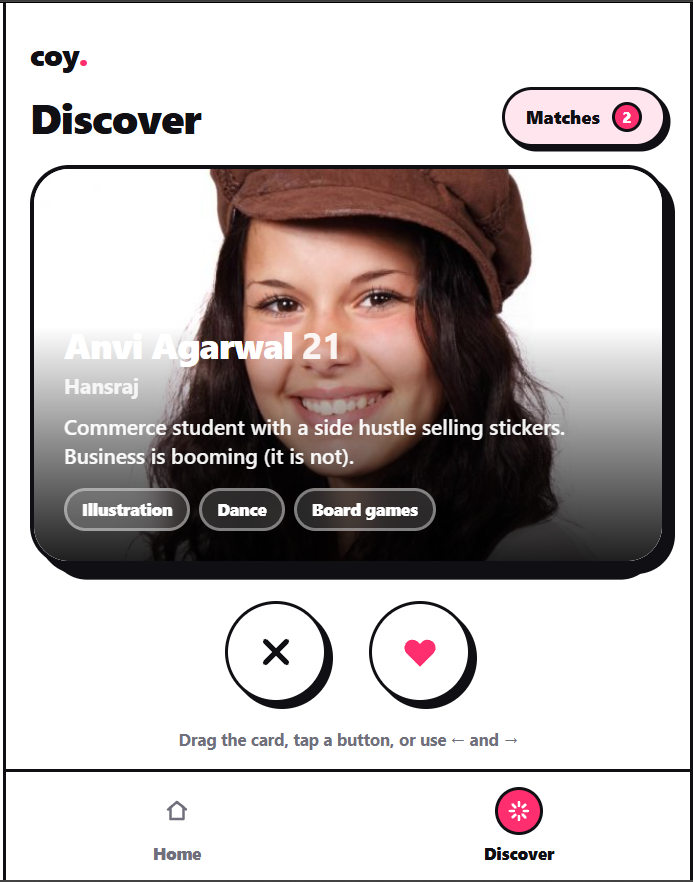 coy.
Discover
Matches 2
Anvi Agarwal 21
Hansraj
Commerce student with a side hustle selling stickers.
Business is booming (it is not).
Illustration Dance Board games
Drag the card, tap a button, or use ← and →
Home Discover